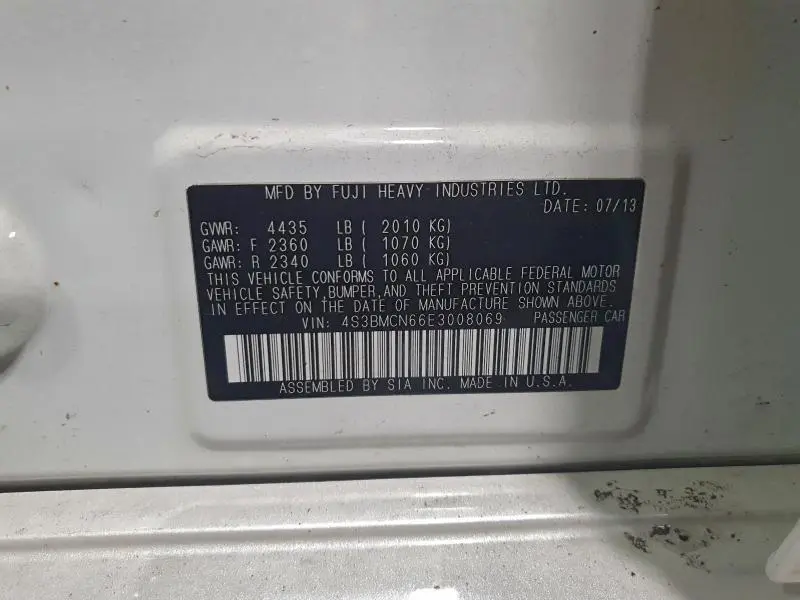 MFD BY FUJI HEAVY INDUSTRIES LTD.
DATE: 07/13
GVWR: 4435 LB ( 2010 KG)
GAWR: F 2360 LB ( 1070 KG)
GAWR: R 2340 LB ( 1060 KG)
THIS VEHICLE CONFORMS TO ALL APPLICABLE FEDERAL MOTOR
VEHICLE SAFETY,BUMPER,AND THEFT PREVENTION STANDARDS
IN EFFECT ON THE DATE OF MANUFACTURE SHOWN ABOVE.
VIN: 4S3BMCN66E3008069 PASSENGER CAR
ASSEMBLED BY SIA INC. MADE IN U.S.A.